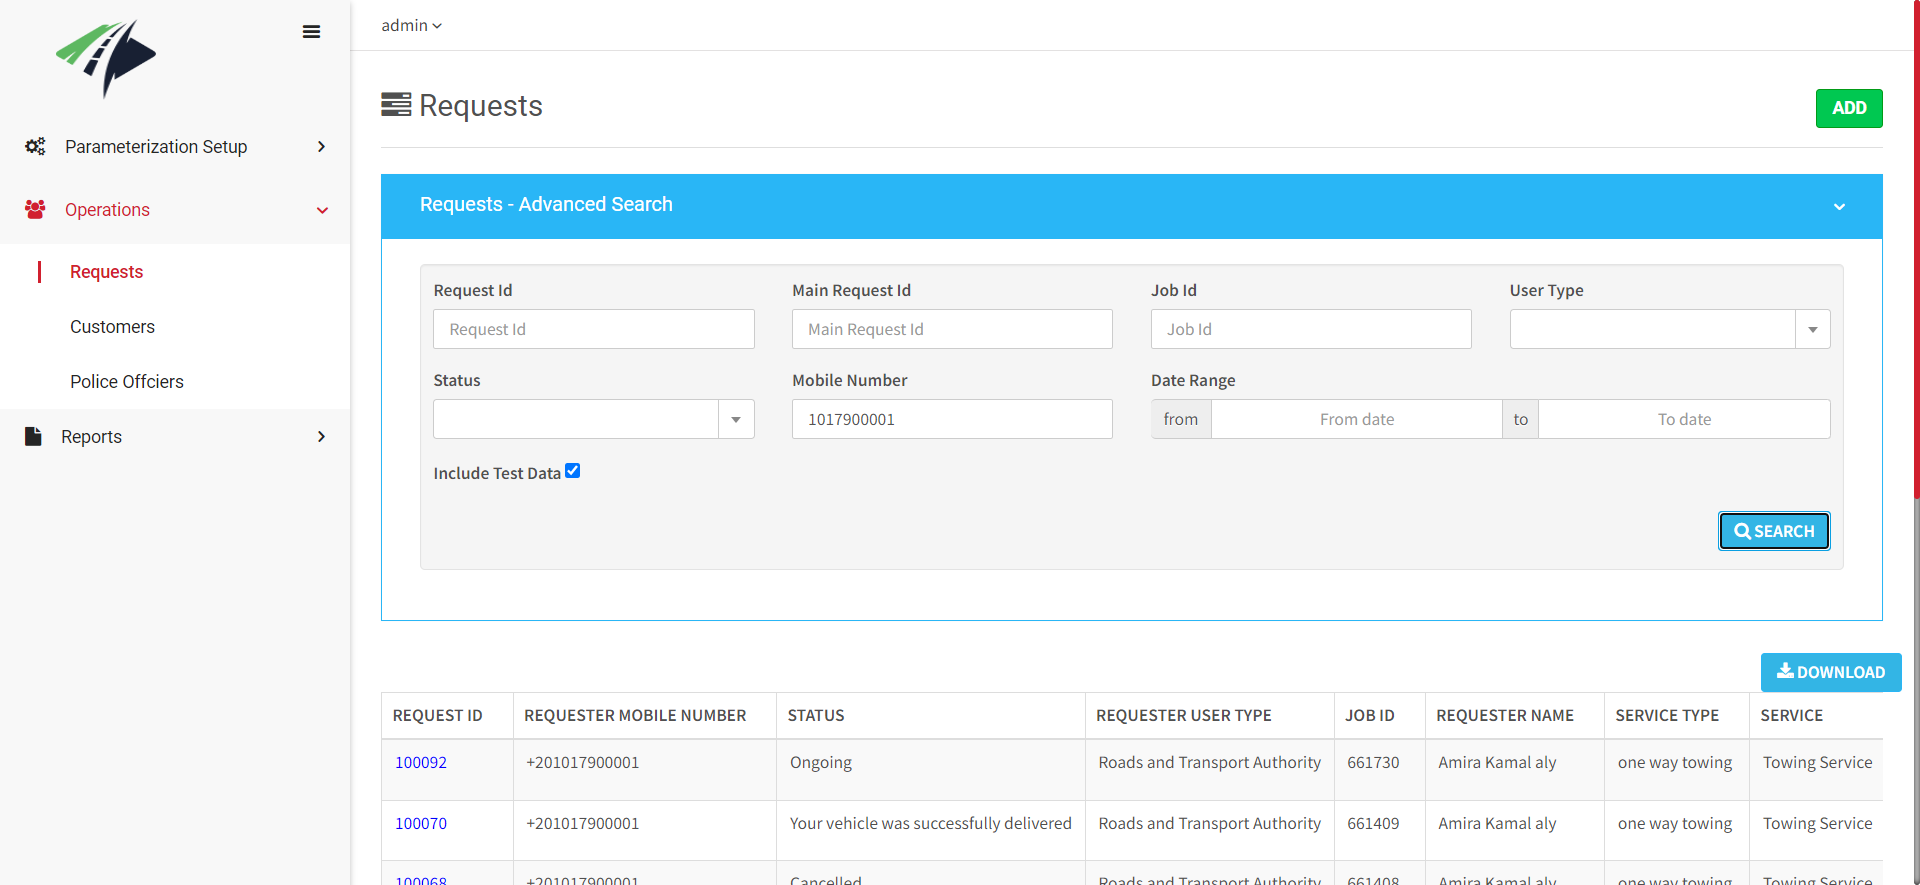 admin
Requests
ADD
Parameterization Setup
Operations
Requests
Customers
Police Offciers
Reports
Requests - Advanced Search
Request Id
Main Request Id
Job Id
User Type
Request Id
Main Request Id
Job Id
Status
Mobile Number
Date Range
1017900001
from
From date
to
To date
Include Test Data
SEARCH
DOWNLOAD
REQUEST ID REQUESTER MOBILE NUMBER STATUS REQUESTER USER TYPE JOB ID REQUESTER NAME SERVICE TYPE SERVICE
100092 +201017900001 Ongoing Roads and Transport Authority 661730 Amira Kamal aly one way towing Towing Service
100070 +201017900001 Your vehicle was successfully delivered Roads and Transport Authority 661409 Amira Kamal aly one way towing Towing Service
100068 +201017900001 Cancelled Roads and Transport Authority 661408 Amira Kamal aly one way towing Towing Service